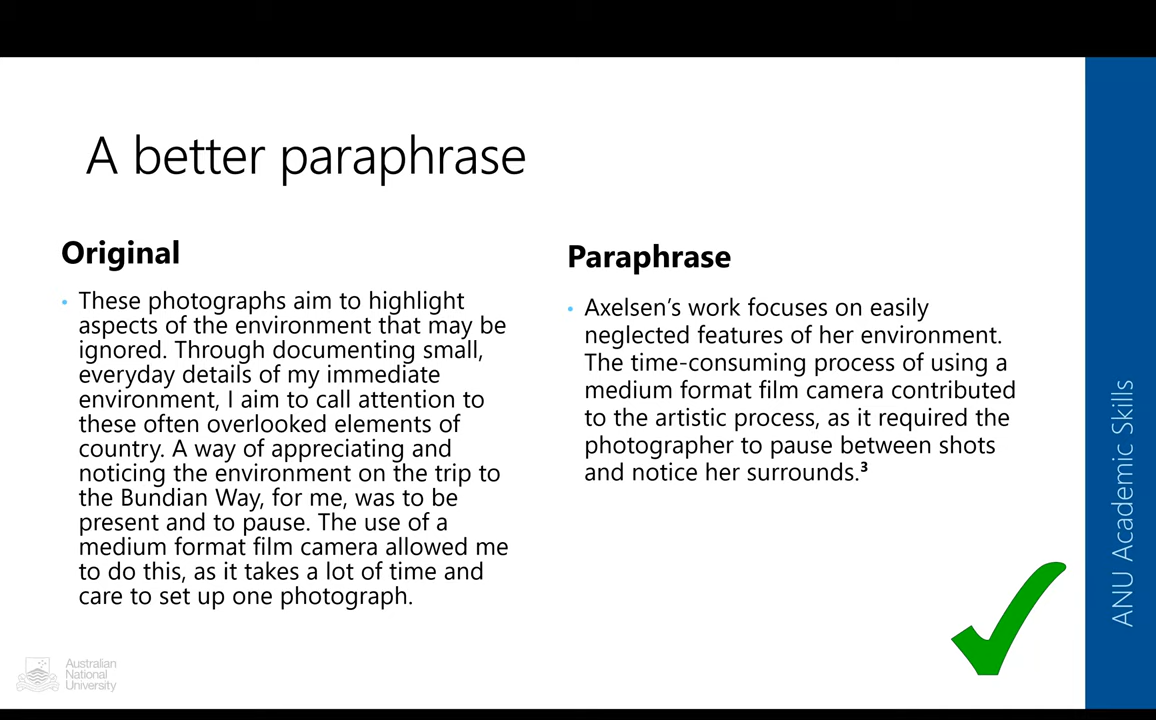 A better paraphrase
Original
• These photographs aim to highlight
aspects of the environment that may be
ignored. Through documenting small,
everyday details of my immediate
environment, I aim to call attention to
these often overlooked elements of
country. A way of appreciating and
noticing the environment on the trip to
the Bundian Way, for me, was to be
present and to pause. The use of a
medium format film camera allowed me
to do this, as it takes a lot of time and
care to set up one photograph.
Paraphrase
• Axelsen’s work focuses on easily
neglected features of her environment.
The time-consuming process of using a
medium format film camera contributed
to the artistic process, as it required the
photographer to pause between shots
and notice her surrounds.³
ANU Academic Skills
Australian
National
University